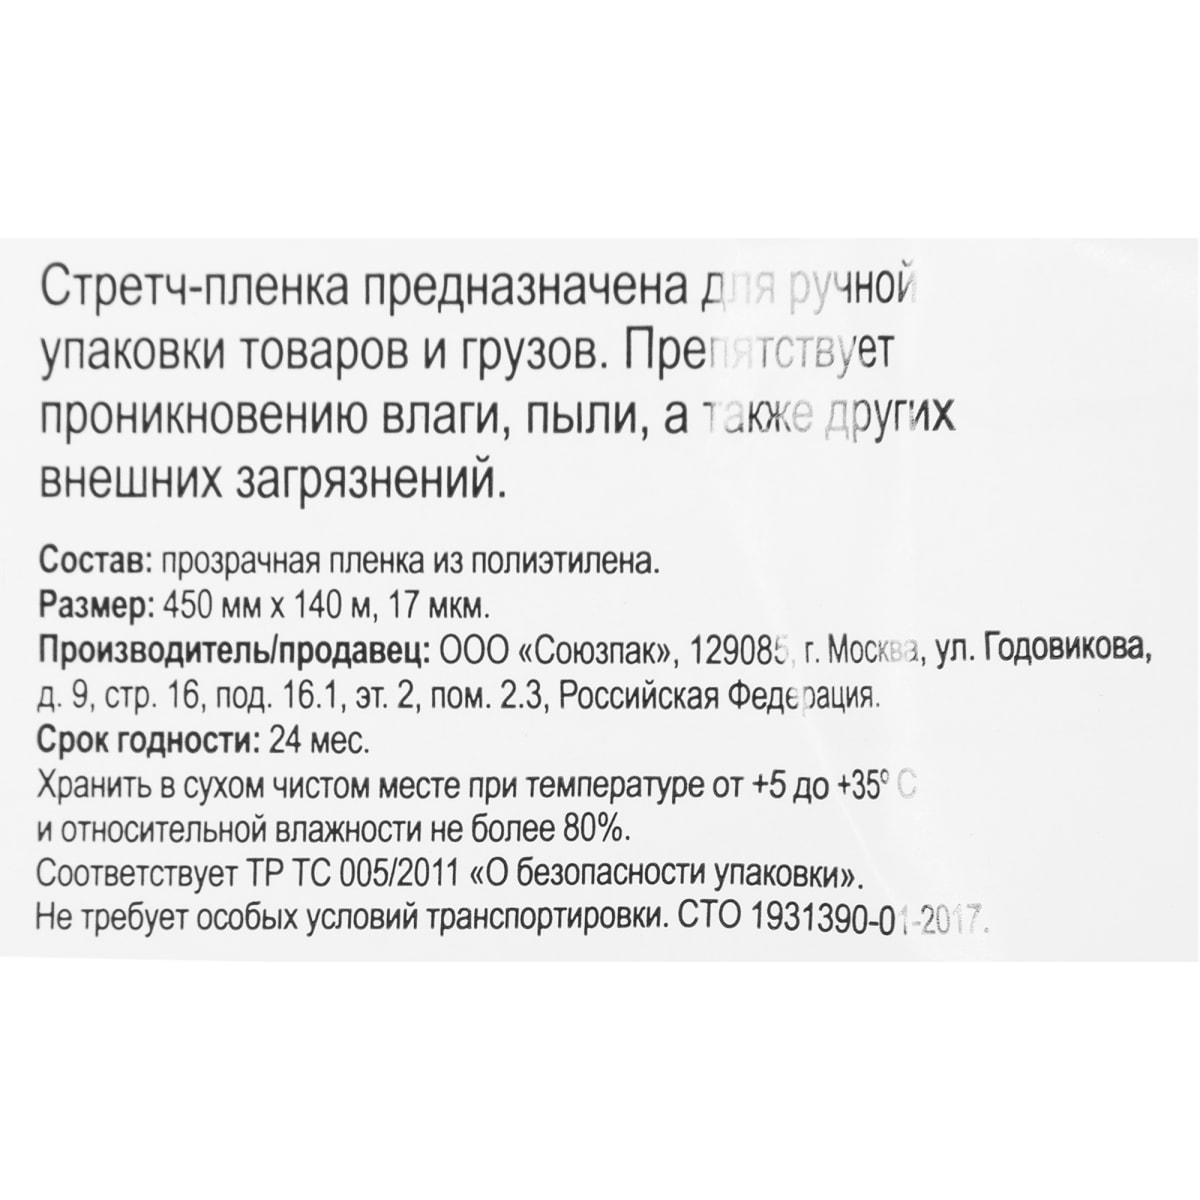 Стретч-пленка предназначена для ручной
упаковки товаров и грузов. Препятствует
проникновению влаги, пыли, а также других
внешних загрязнений.
Состав: прозрачная пленка из полиэтилена.
Размер: 450 мм х 140 м, 17 мкм.
Производитель/продавец: ООО «Союзпак», 129085, г. Москва, ул. Годовикова,
д. 9, стр. 16, под. 16.1, эт. 2, пом. 2.3, Российская Федерация.
Срок годности: 24 мес.
Хранить в сухом чистом месте при температуре от +5 до +35º С
и относительной влажности не более 80%.
Соответствует ТР ТС 005/2011 «О безопасности упаковки».
Не требует особых условий транспортировки. СТО 1931390-01-2017.